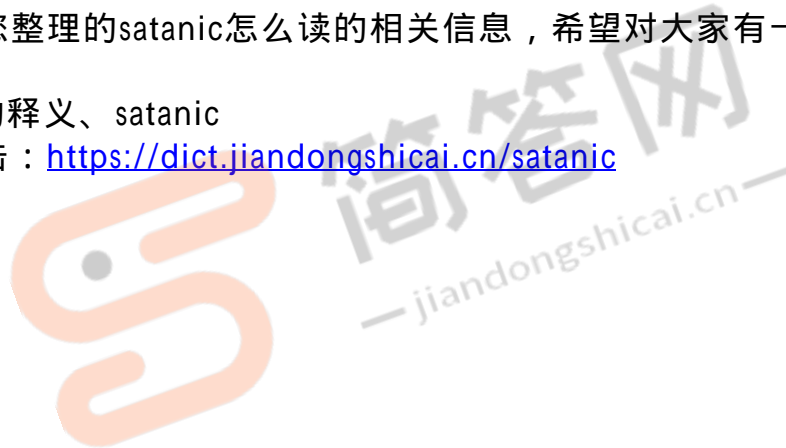 您整理的satanic怎么读的相关信息，希望对大家有一
的释义、satanic
击：https://dict.jiandongshicai.cn/satanic
简答网
jiandongshicai.cn